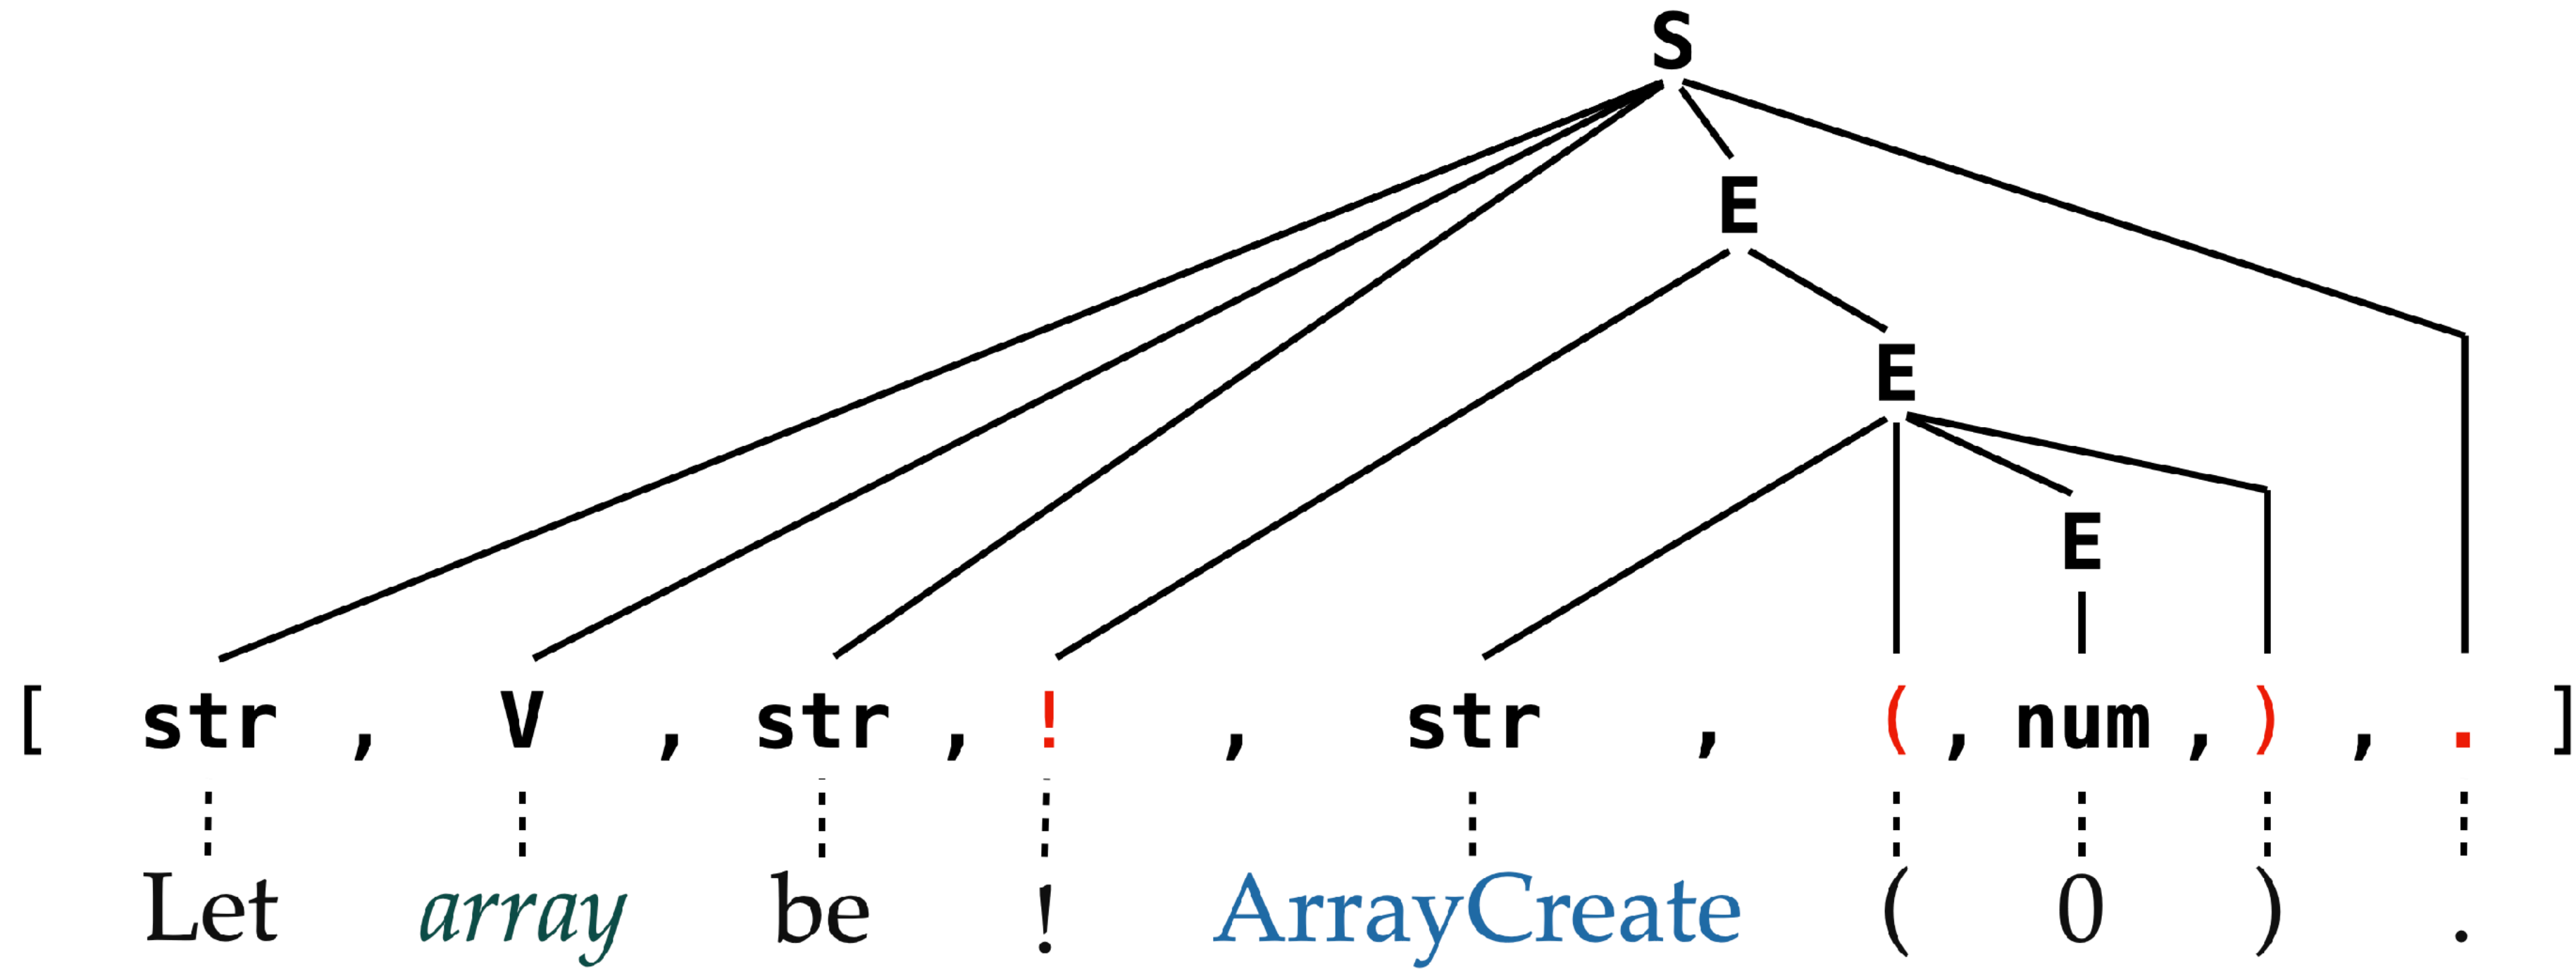 S
E
E
E
[ str , V , str , ! , str , ( , num , ) , . ]
Let array be ! ArrayCreate ( 0 ) .